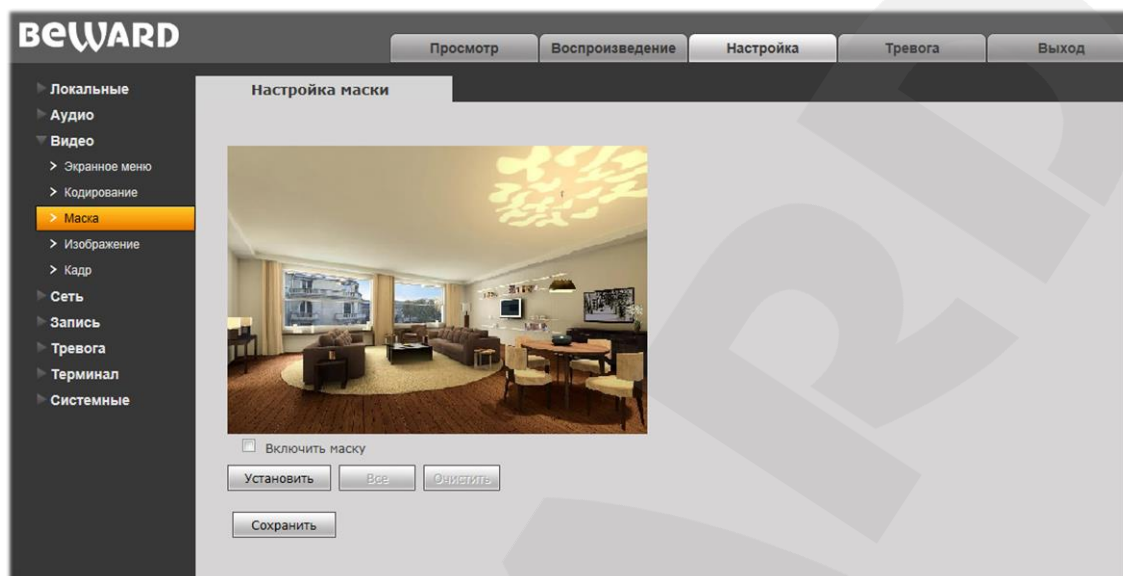 BEWARD
Просмотр
Воспроизведение
Настройка
Тревога
Выход
Локальные
Аудио
Видео
> Экранное меню
> Кодирование
> Маска
> Изображение
> Кадр
Сеть
Запись
Тревога
Терминал
Системные
Настройка маски
Включить маску
Установить
Все
Очистить
Сохранить